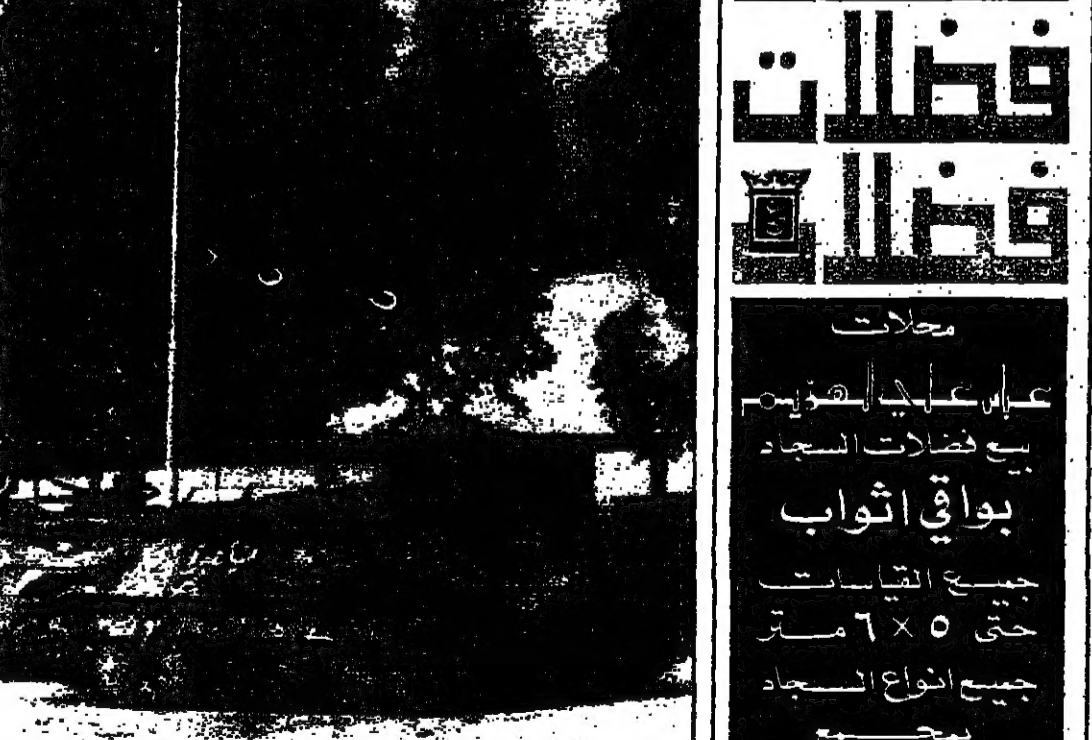 فضلات
فضلات
محلات
عباس علي الهزيم
بيع فضلات السجاد
بواقي اثواب
جميع القياسات
حتى ٥ × ٦ متر
جميع انواع السجاد